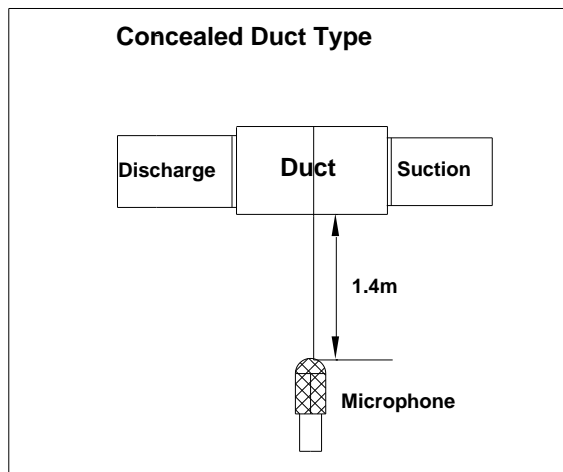 Concealed Duct Type
Discharge
Duct
Suction
1.4m
Microphone